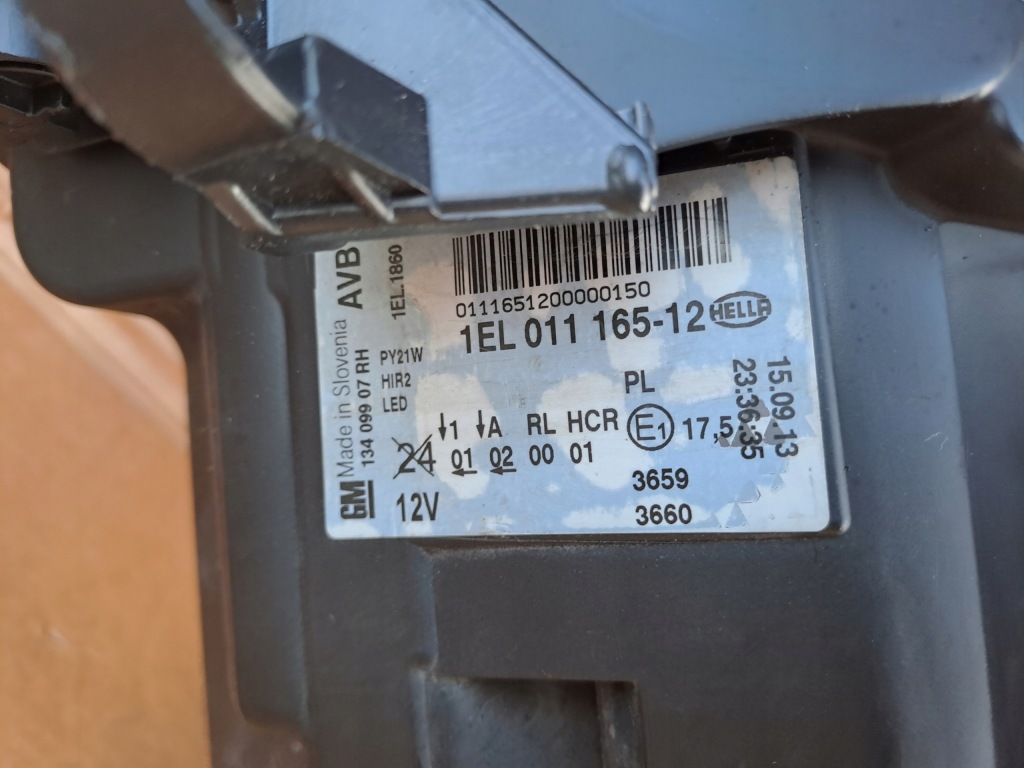 0111651200000150
1EL 011 165-12 HELLA
PY21W
HIR2
LED
PL
↓1 ↓A RL HCR E1 17,5
24 01 02 00 01
12V
3659
3660
GM Made in Slovenia AVB
134 099 07 RH
1EL.1860
15.09.13
23:36:35